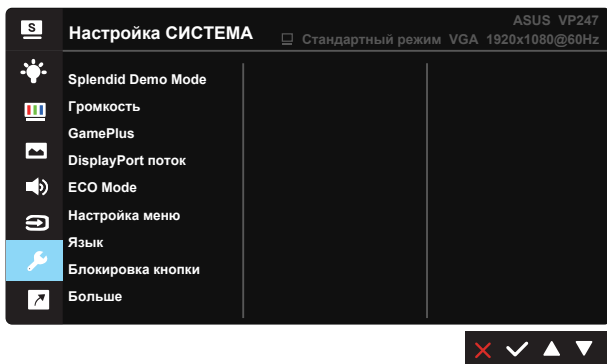 S
Настройка СИСТЕМА
ASUS VP247
Стандартный режим VGA 1920x1080@60Hz
Splendid Demo Mode
Громкость
GamePlus
DisplayPort поток
ECO Mode
Настройка меню
Язык
Блокировка кнопки
Больше